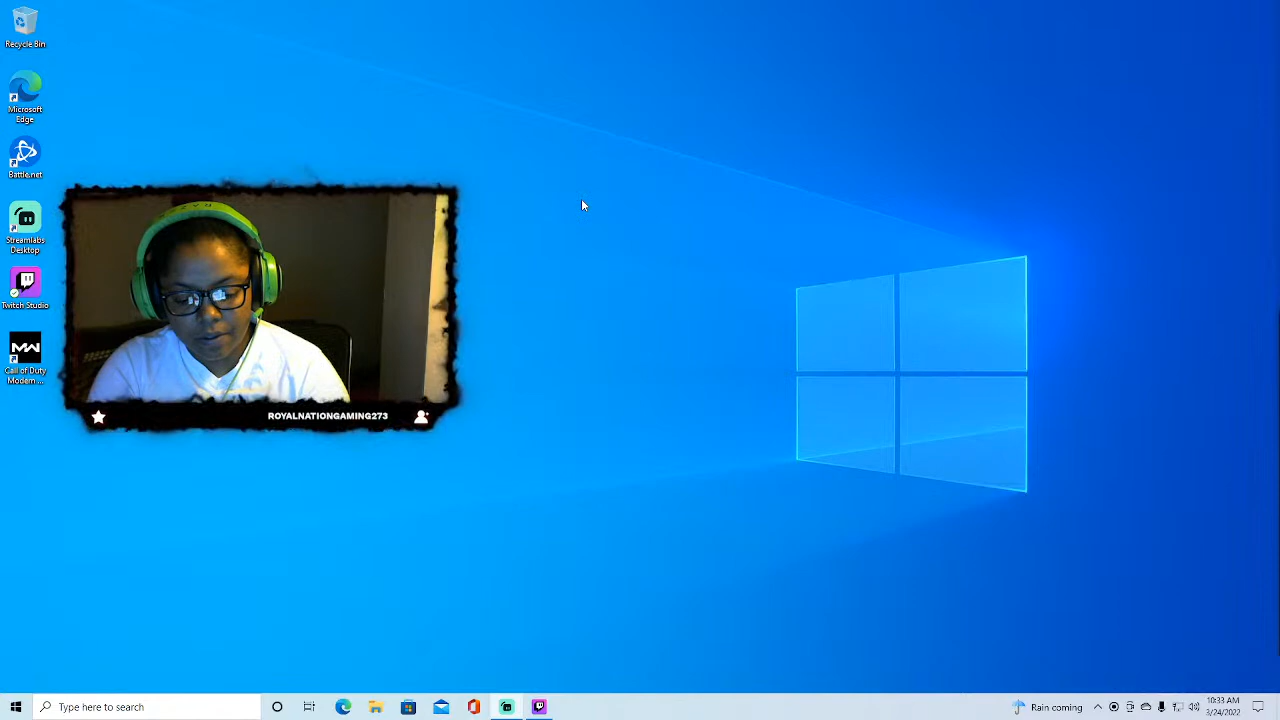 Recycle Bin
Microsoft
Edge
Battle.net
Streamlabs
Desktop
Twitch Studio
MW
Call of Duty
Modern ...
ROYALNATIONGAMING273
Type here to search
Rain coming
10:33 AM
3/24/2022